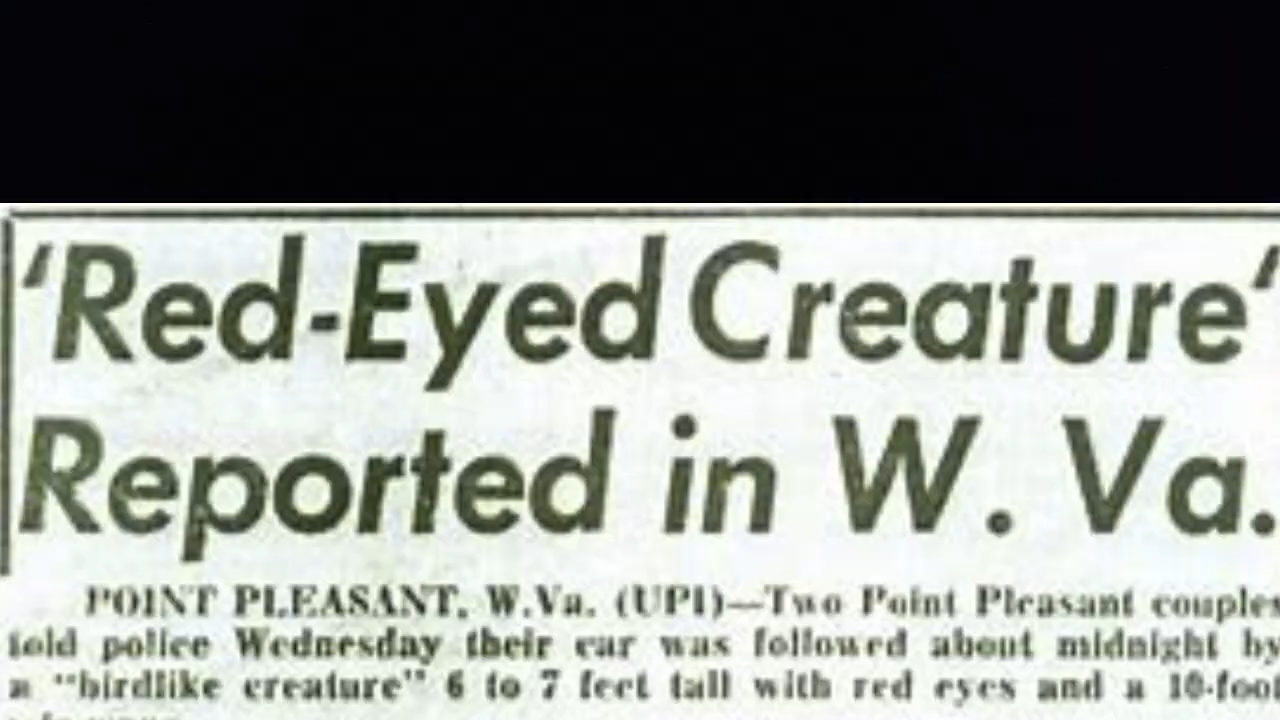 'Red-Eyed Creature'
Reported in W. Va.
POINT PLEASANT, W.Va. (UPI)—Two Point Pleasant couples
told police Wednesday their car was followed about midnight by
a "birdlike creature" 6 to 7 feet tall with red eyes and a 10-foot